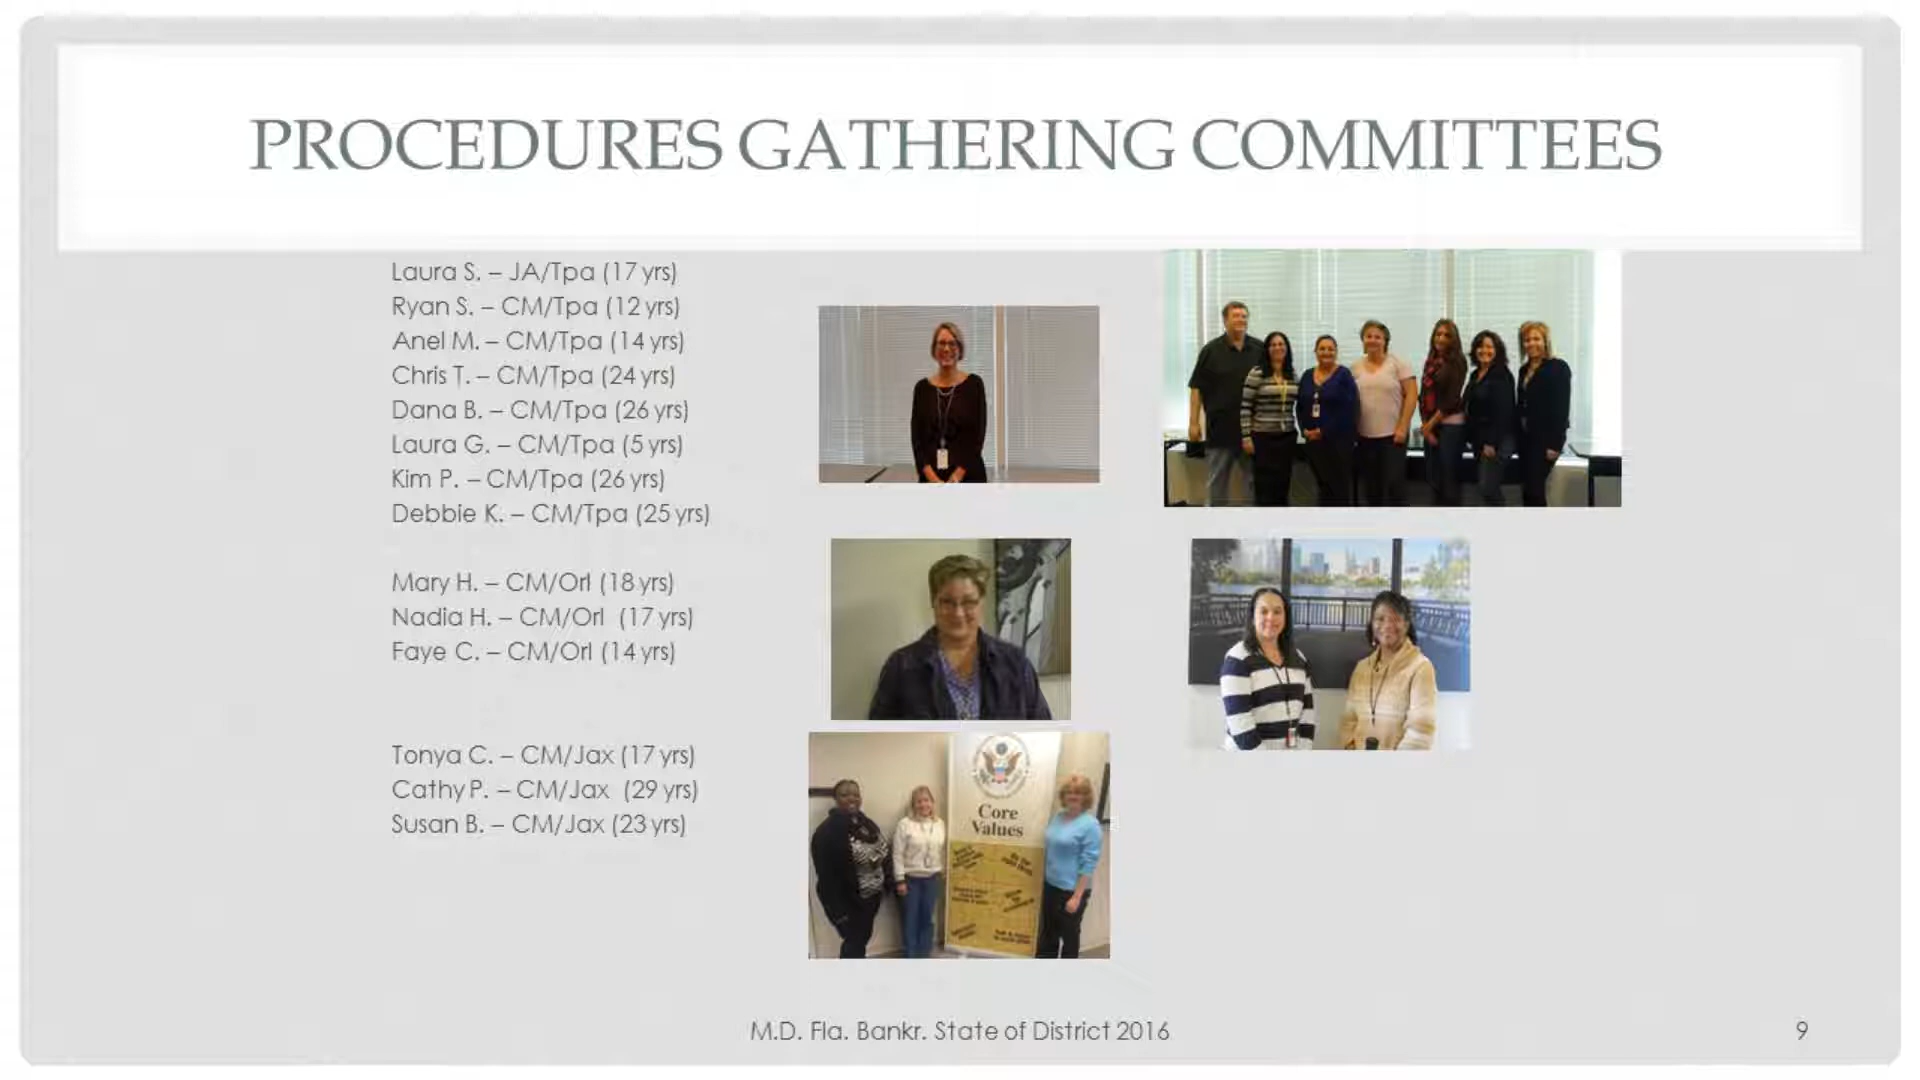 PROCEDURES GATHERING COMMITTEES
Laura S. – JA/Tpa (17 yrs)
Ryan S. – CM/Tpa (12 yrs)
Anel M. – CM/Tpa (14 yrs)
Chris T. – CM/Tpa (24 yrs)
Dana B. – CM/Tpa (26 yrs)
Laura G. – CM/Tpa (5 yrs)
Kim P. – CM/Tpa (26 yrs)
Debbie K. – CM/Tpa (25 yrs)
Mary H. – CM/Orl (18 yrs)
Nadia H. – CM/Orl (17 yrs)
Faye C. – CM/Orl (14 yrs)
Tonya C. – CM/Jax (17 yrs)
Cathy P. – CM/Jax (29 yrs)
Susan B. – CM/Jax (23 yrs)
Core
Values
M.D. Fla. Bankr. State of District 2016
9